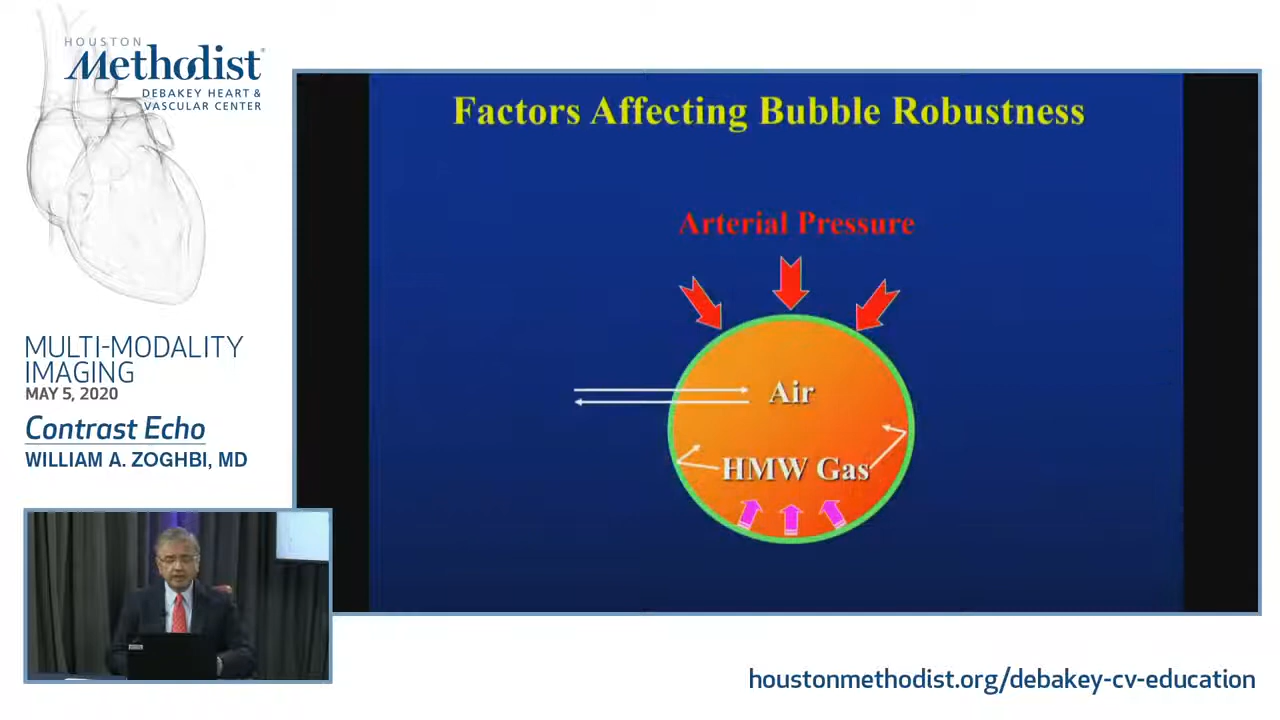 HOUSTON
Methodist
DEBAKEY HEART &
VASCULAR CENTER
MULTI-MODALITY
IMAGING
MAY 5, 2020
Contrast Echo
WILLIAM A. ZOGHBI, MD
Factors Affecting Bubble Robustness
Arterial Pressure
Air
HMW Gas
houstonmethodist.org/debakey-cv-education